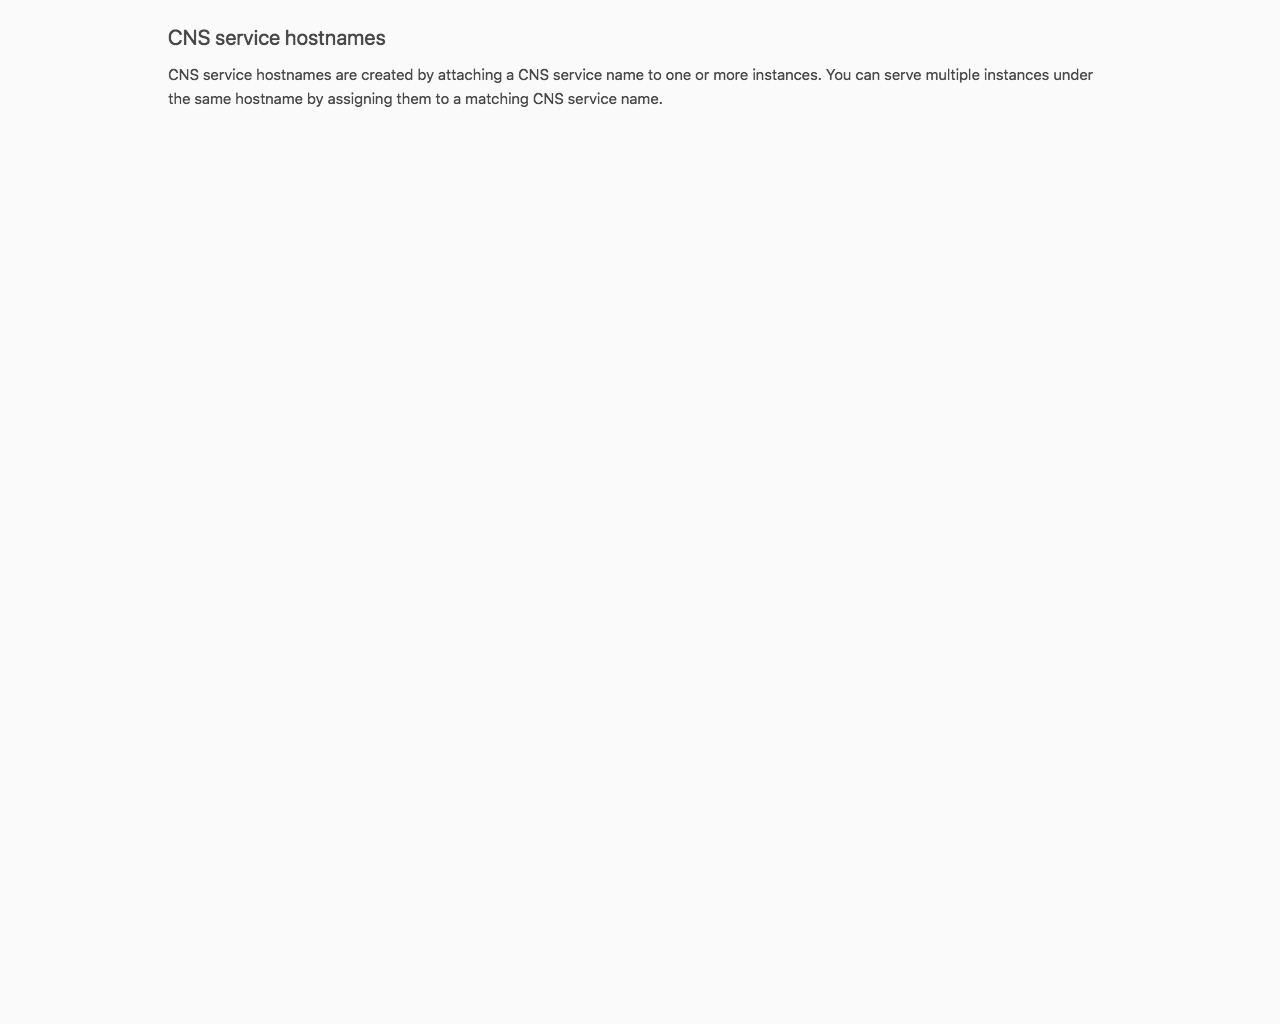 CNS service hostnames
CNS service hostnames are created by attaching a CNS service name to one or more instances. You can serve multiple instances under
the same hostname by assigning them to a matching CNS service name.